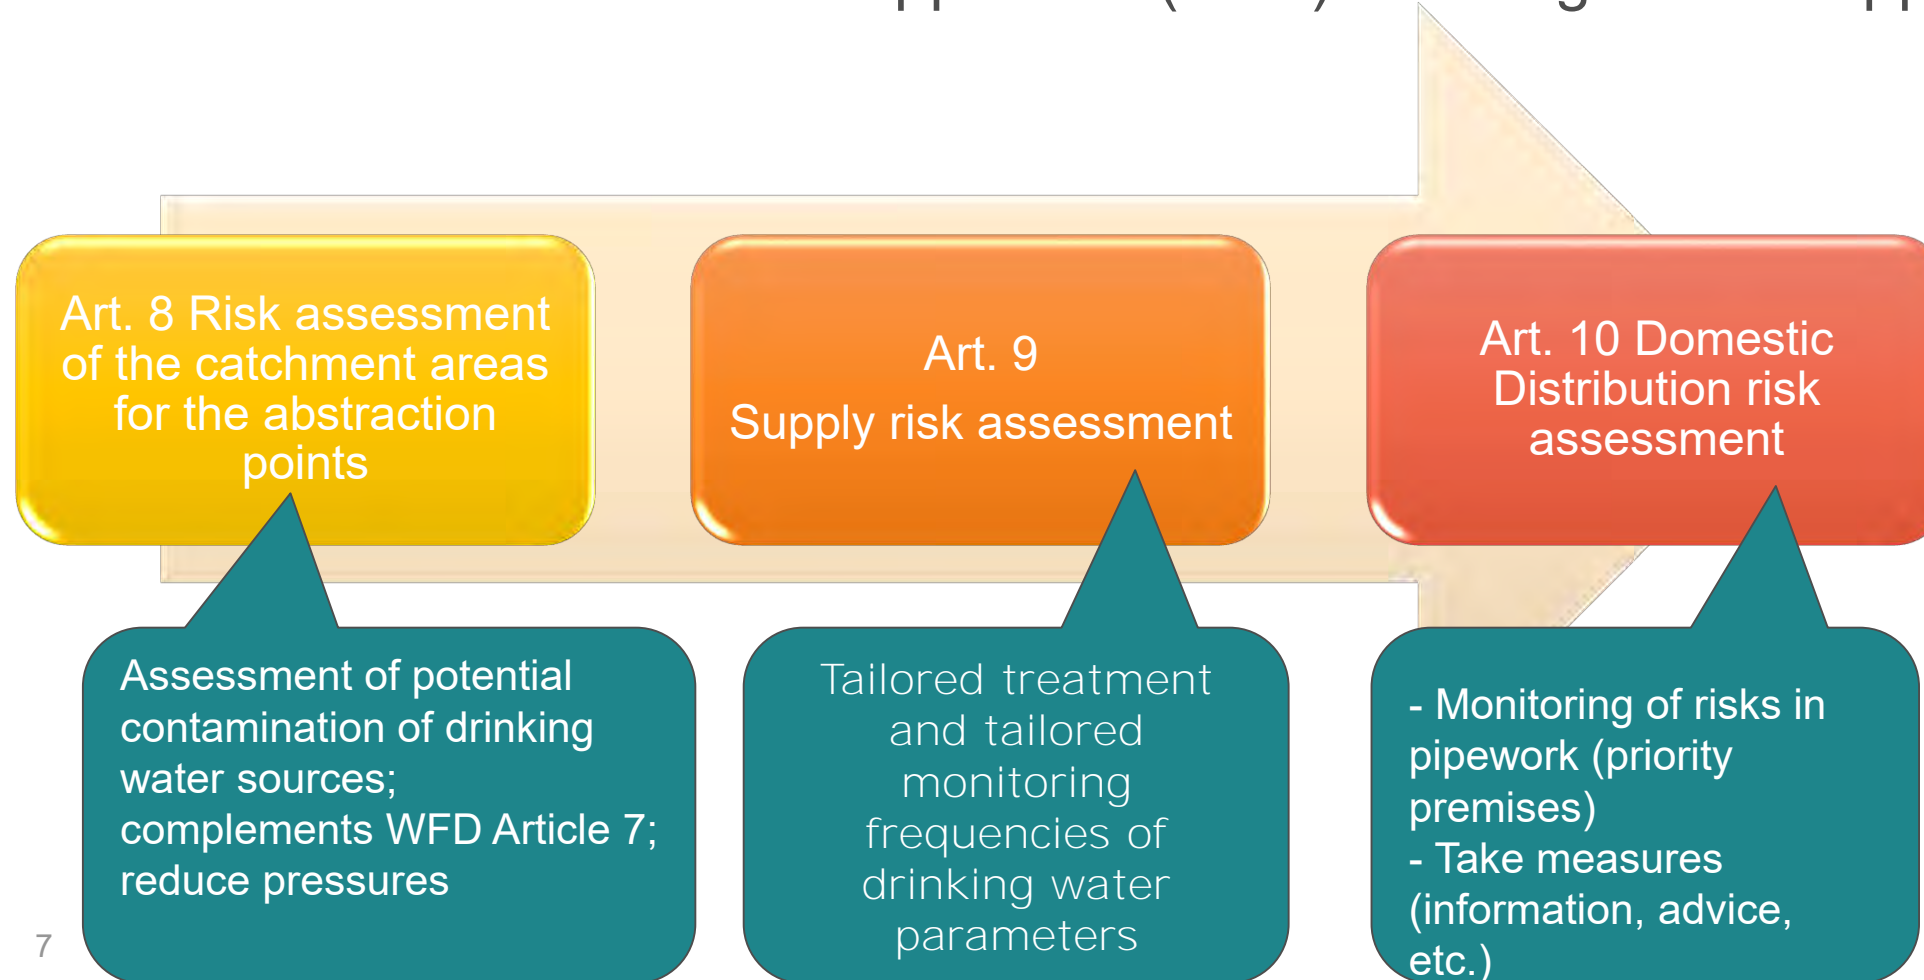 Art. 8 Risk assessment
of the catchment areas
for the abstraction
points
Art. 9
Supply risk assessment
Art. 10 Domestic
Distribution risk
assessment
Assessment of potential
contamination of drinking
water sources;
complements WFD Article 7;
reduce pressures
Tailored treatment
and tailored
monitoring
frequencies of
drinking water
parameters
- Monitoring of risks in
pipework (priority
premises)
- Take measures
(information, advice,
etc.)
7